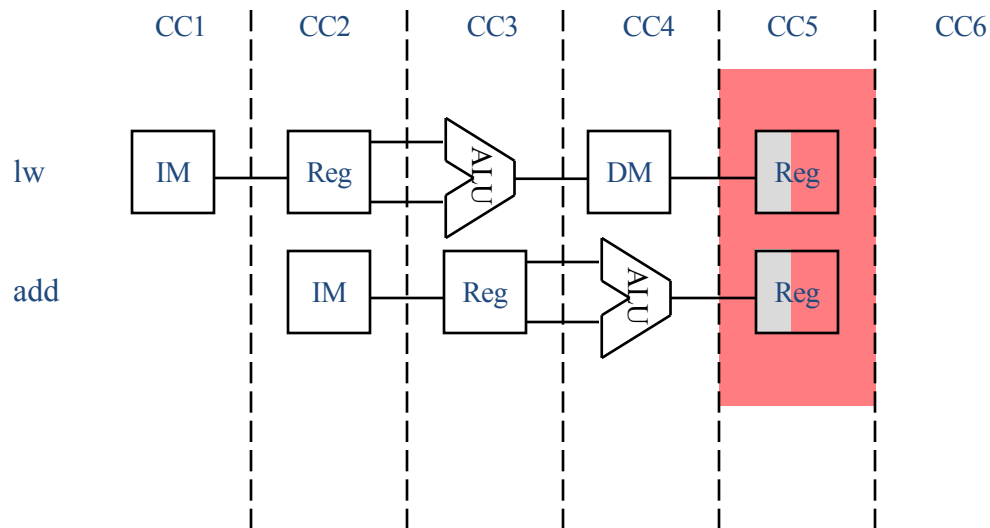 CC1 CC2 CC3 CC4 CC5 CC6
lw IM Reg ALU DM Reg
add IM Reg ALU Reg